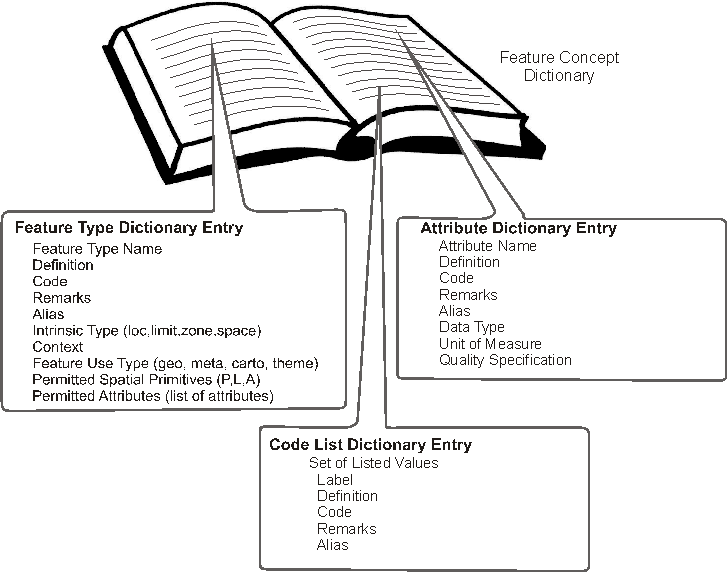 Feature Concept
Dictionary
Feature Type Dictionary Entry
Feature Type Name
Definition
Code
Remarks
Alias
Intrinsic Type (loc,limit,zone,space)
Context
Feature Use Type (geo, meta, carto, theme)
Permitted Spatial Primitives (P,L,A)
Permitted Attributes (list of attributes)
Attribute Dictionary Entry
Attribute Name
Definition
Code
Remarks
Alias
Data Type
Unit of Measure
Quality Specification
Code List Dictionary Entry
Set of Listed Values
Label
Definition
Code
Remarks
Alias